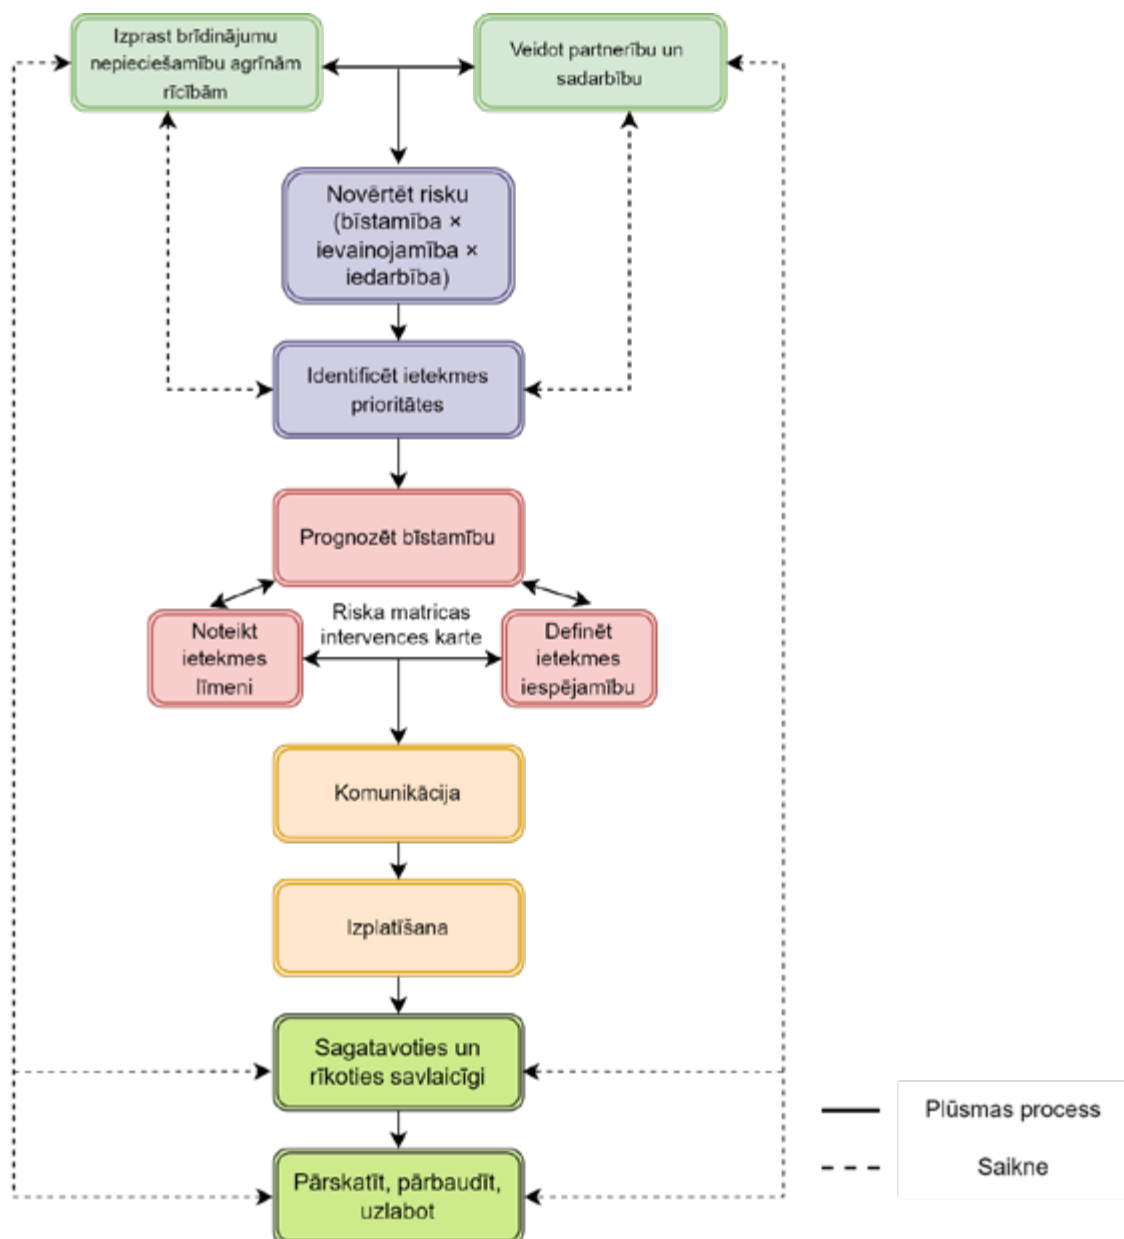 Izprast brīdinājumu
nepieciešamību agrīnām
rīcībām
Veidot partnerību un
sadarbību
Novērtēt risku
(bīstamība ×
ievainojamība ×
iedarbība)
Identificēt ietekmes
prioritātes
Prognozēt bīstamību
Riska matricas
intervences karte
Noteikt
ietekmes
līmeni
Definēt
ietekmes
iespējamību
Komunikācija
Izplatīšana
Sagatavoties un
rīkoties savlaicīgi
Pārskatīt, pārbaudīt,
uzlabot
Plūsmas process
Saikne